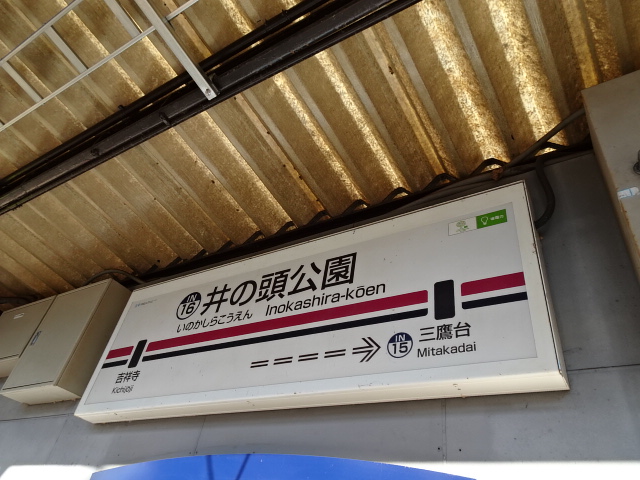 IN
16
井の頭公園
いのかしらこうえん
Inokashira-kōen
吉祥寺
Kichijōji
IN
15
三鷹台
Mitakadai